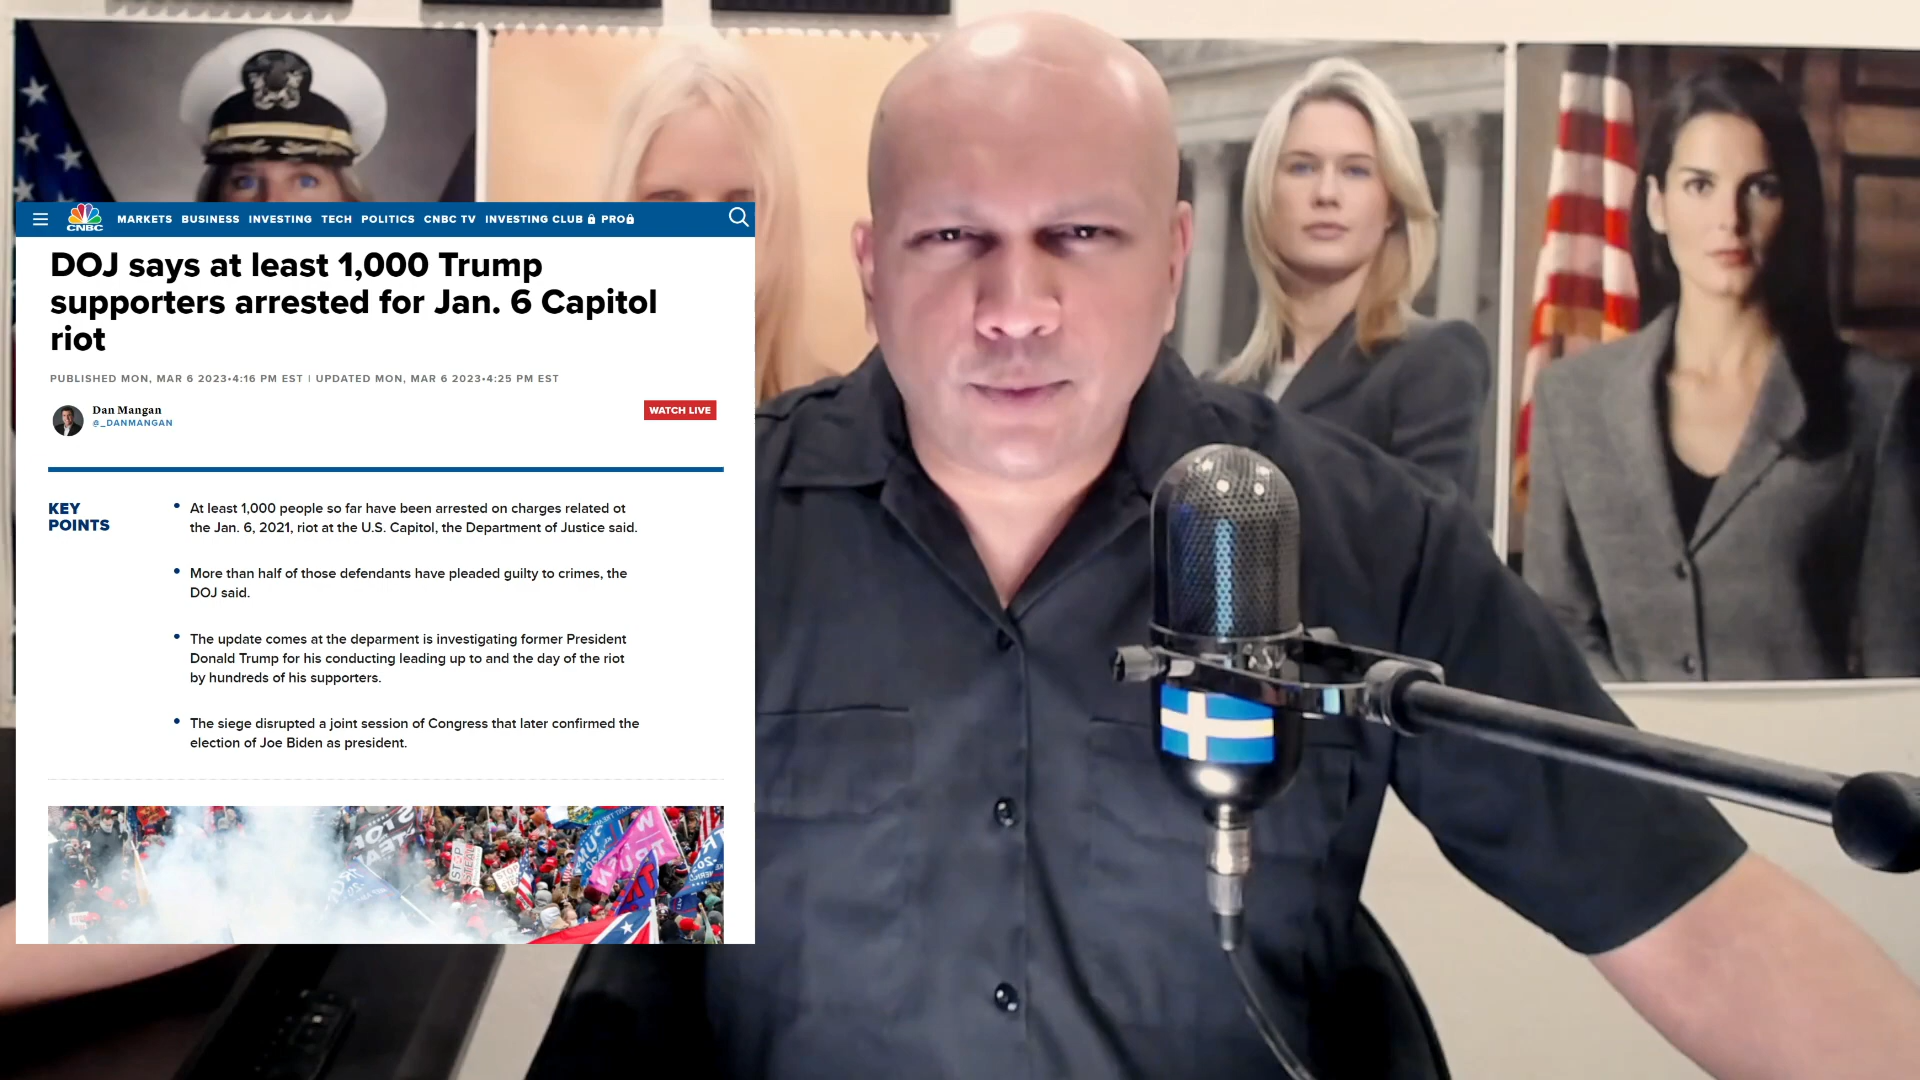 CNBC
MARKETS BUSINESS INVESTING TECH POLITICS CNBC TV INVESTING CLUB PRO
DOJ says at least 1,000 Trump
supporters arrested for Jan. 6 Capitol
riot
PUBLISHED MON, MAR 6 2023•4:16 PM EST | UPDATED MON, MAR 6 2023•4:25 PM EST
Dan Mangan
@_DANMANGAN
WATCH LIVE
KEY
POINTS
• At least 1,000 people so far have been arrested on charges related ot
the Jan. 6, 2021, riot at the U.S. Capitol, the Department of Justice said.
• More than half of those defendants have pleaded guilty to crimes, the
DOJ said.
• The update comes at the deparment is investigating former President
Donald Trump for his conducting leading up to and the day of the riot
by hundreds of his supporters.
• The siege disrupted a joint session of Congress that later confirmed the
election of Joe Biden as president.
STOP